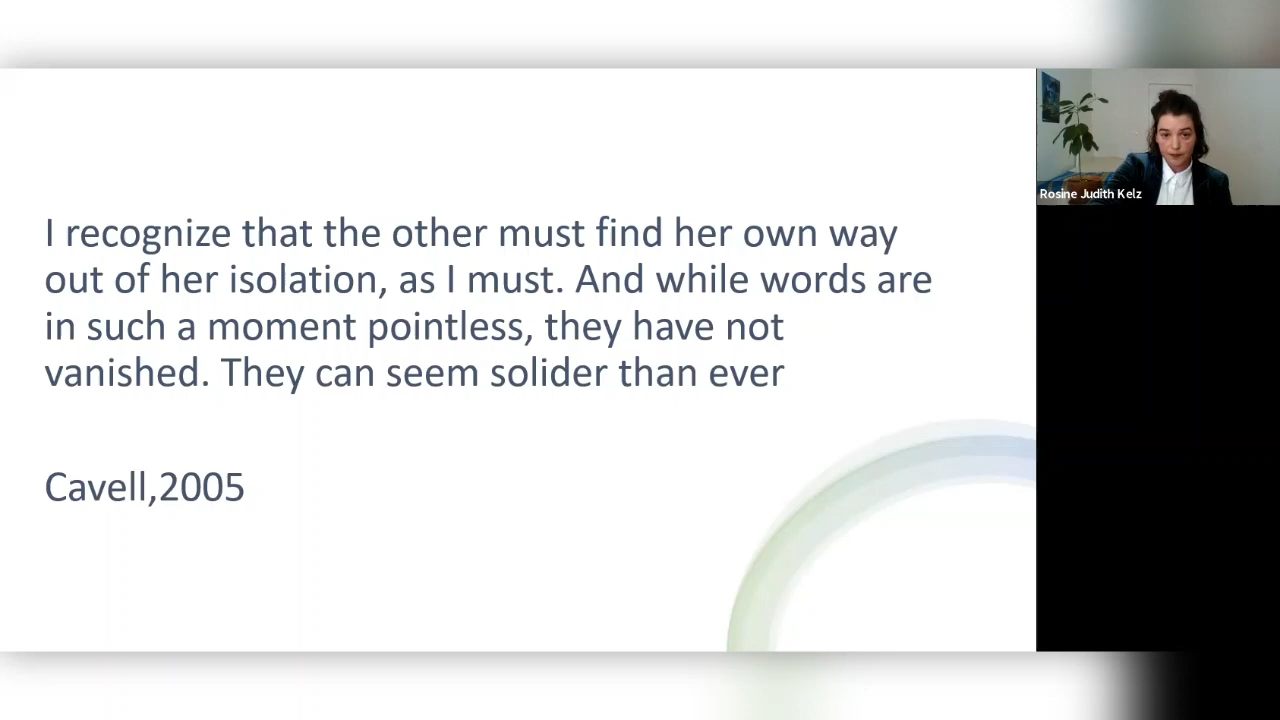 I recognize that the other must find her own way
out of her isolation, as I must. And while words are
in such a moment pointless, they have not
vanished. They can seem solider than ever
Cavell,2005
Rosine Judith Kelz